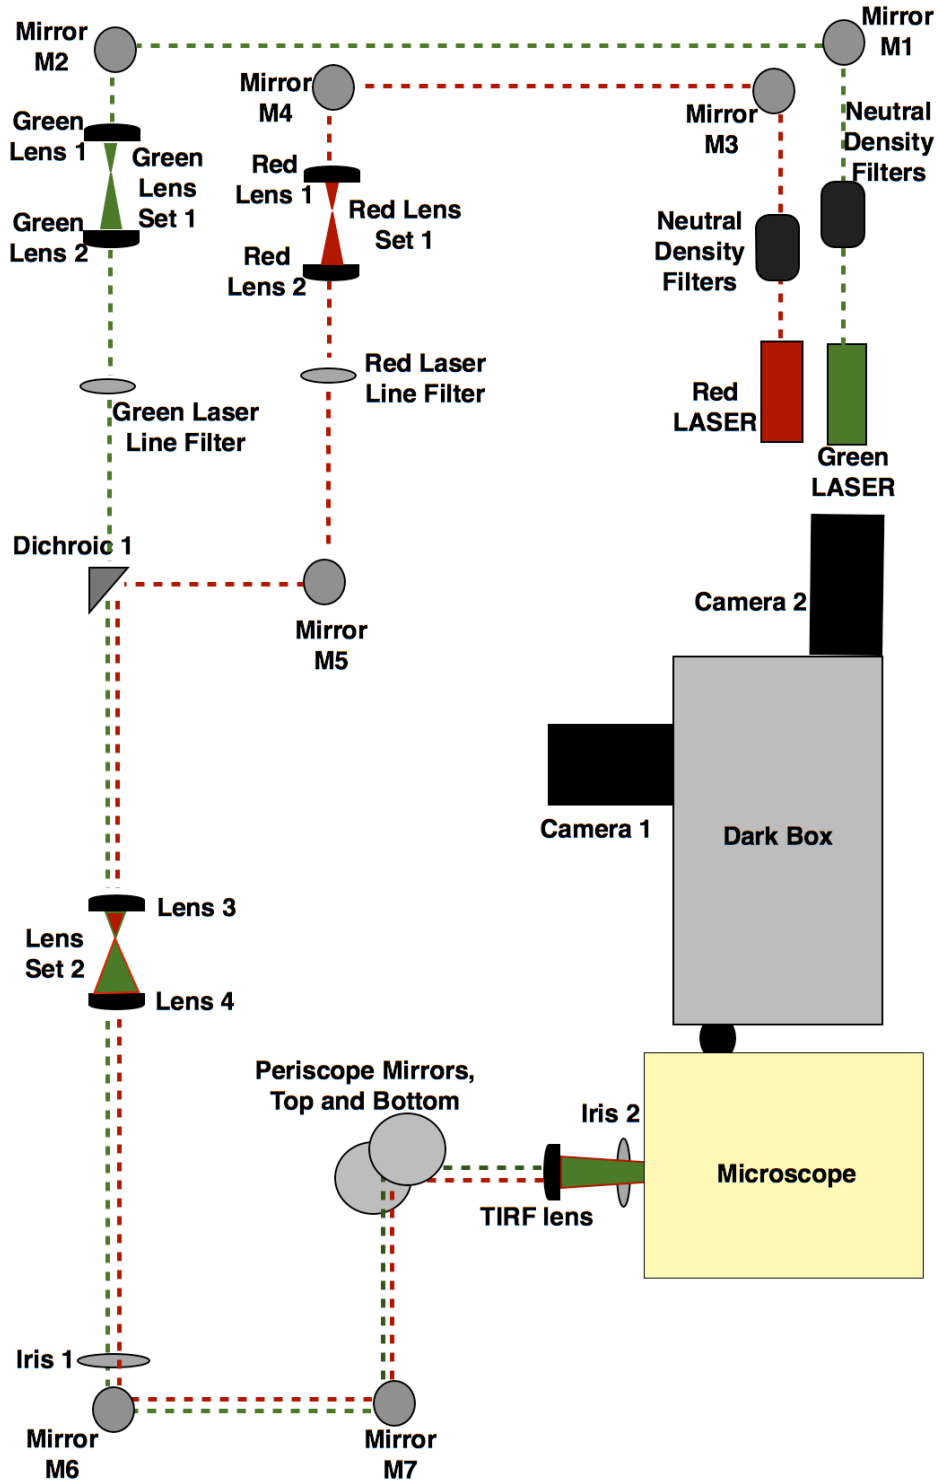 Mirror
M2
Mirror
M1
Mirror
M4
Mirror
M3
Neutral
Density
Filters
Green
Lens 1
Green
Lens
Set 1
Green
Lens 2
Red
Lens 1
Red Lens
Set 1
Red
Lens 2
Neutral
Density
Filters
Red Laser
Line Filter
Green Laser
Line Filter
Red
LASER
Green
LASER
Dichroic 1
Mirror
M5
Camera 2
Camera 1
Dark Box
Lens 3
Lens
Set 2
Lens 4
Periscope Mirrors,
Top and Bottom
Iris 2
Microscope
TIRF lens
Iris 1
Mirror
M6
Mirror
M7